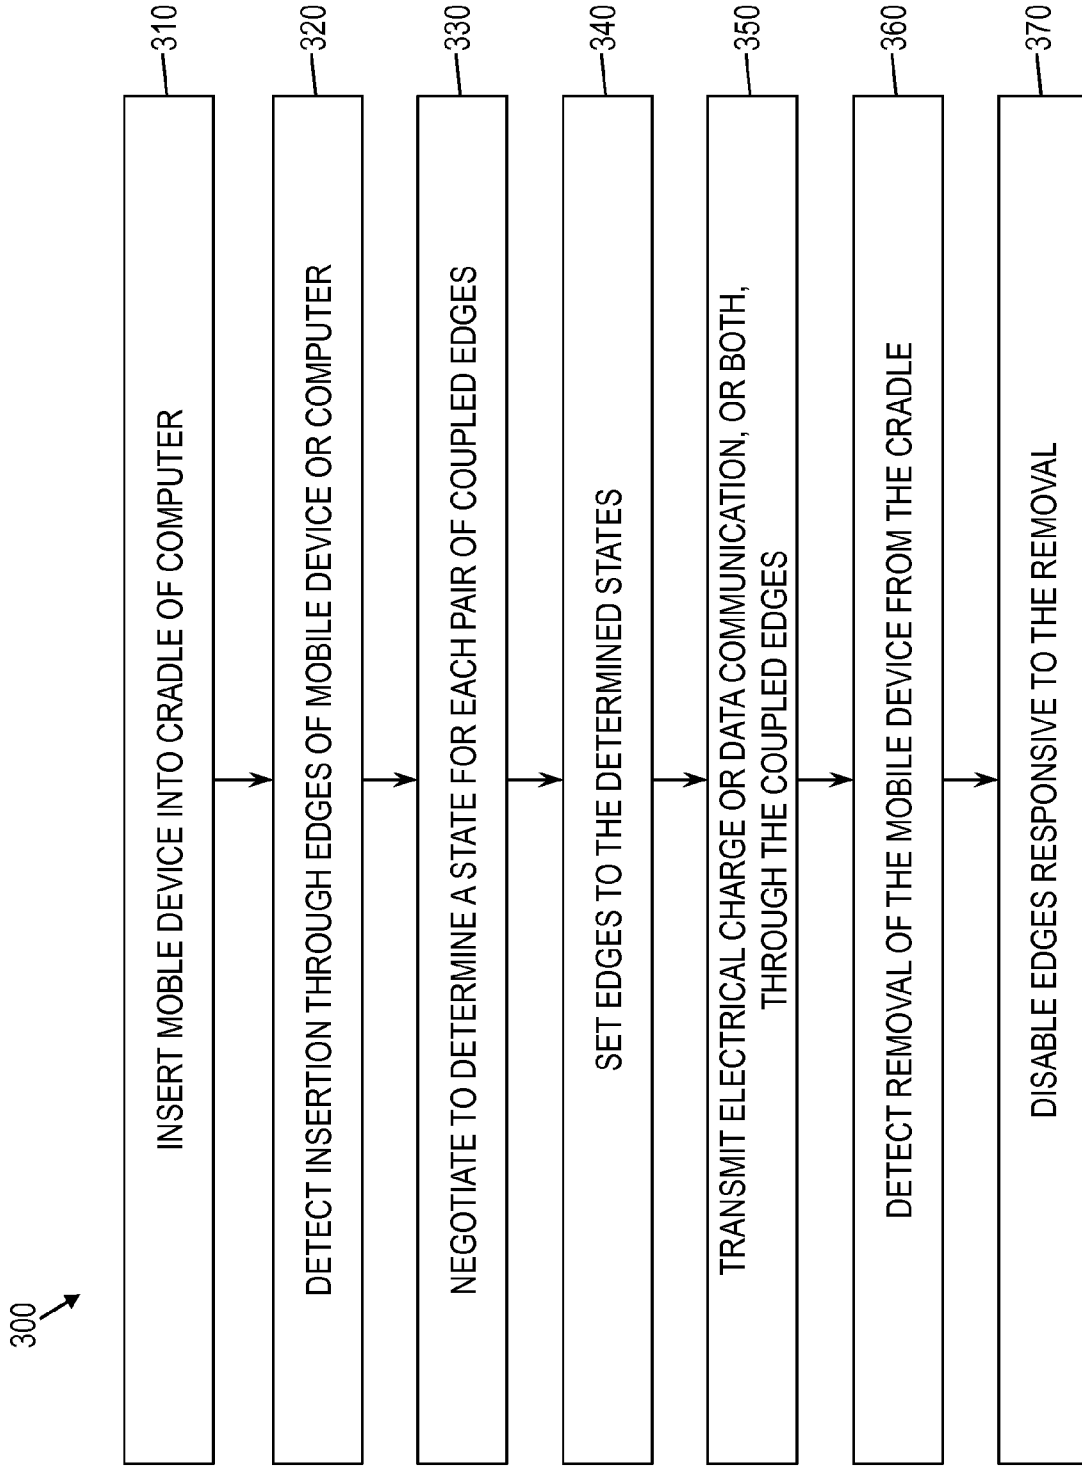 300
INSERT MOBLE DEVICE INTO CRADLE OF COMPUTER
310
DETECT INSERTION THROUGH EDGES OF MOBILE DEVICE OR COMPUTER
320
NEGOTIATE TO DETERMINE A STATE FOR EACH PAIR OF COUPLED EDGES
330
SET EDGES TO THE DETERMINED STATES
340
TRANSMIT ELECTRICAL CHARGE OR DATA COMMUNICATION, OR BOTH,
THROUGH THE COUPLED EDGES
350
DETECT REMOVAL OF THE MOBILE DEVICE FROM THE CRADLE
360
DISABLE EDGES RESPONSIVE TO THE REMOVAL
370